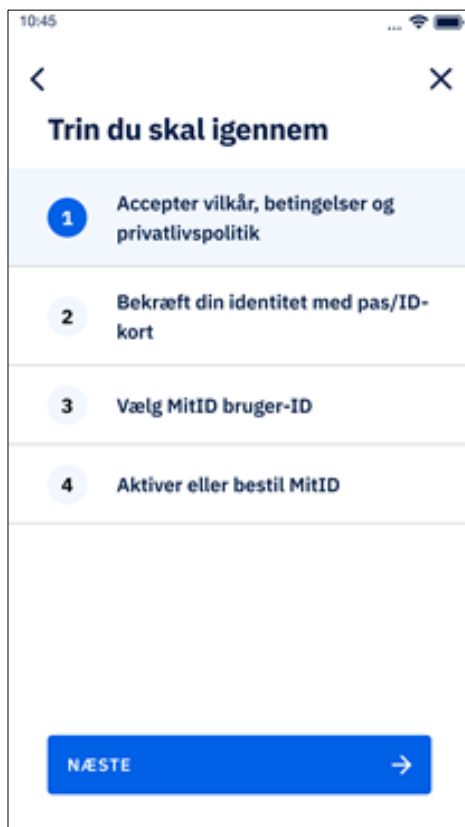 10:45
...
Trin du skal igennem
1
Accepter vilkår, betingelser og
privatlivspolitik
2
Bekræft din identitet med pas/ID-
kort
3
Vælg MitID bruger-ID
4
Aktiver eller bestil MitID
NÆSTE